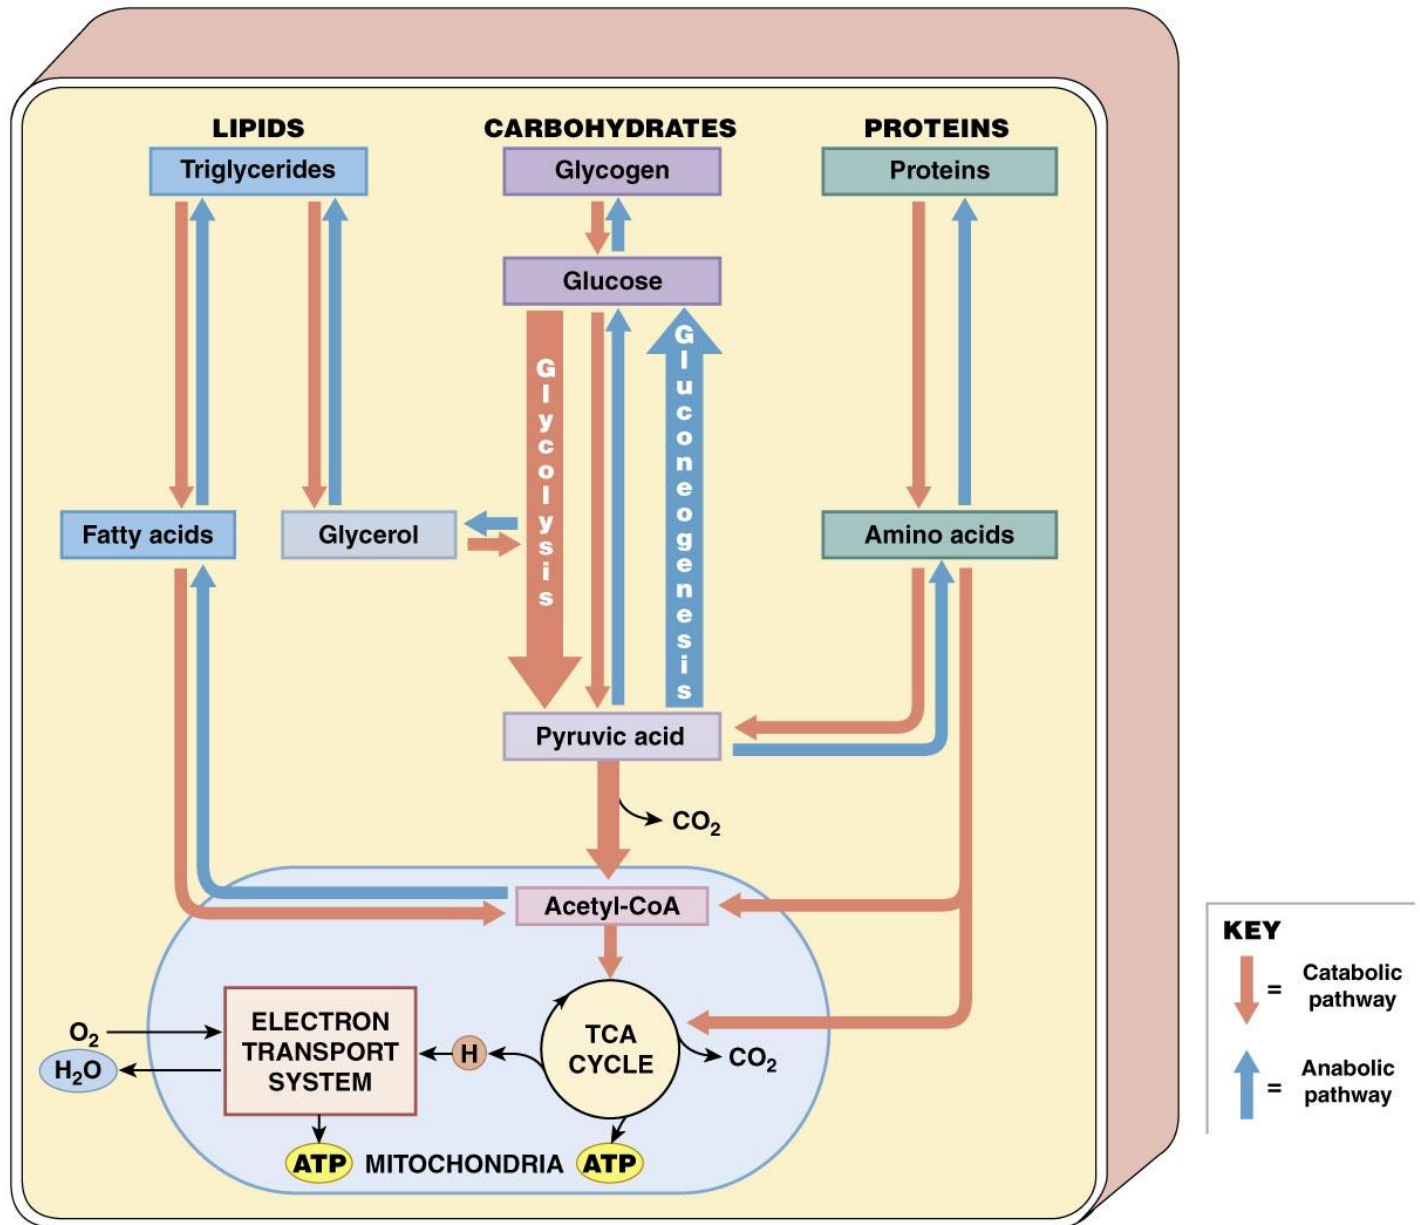 LIPIDS
CARBOHYDRATES
PROTEINS
Triglycerides
Glycogen
Proteins
Glucose
Glycolysis
Gluconeogenesis
Fatty acids
Glycerol
Amino acids
Pyruvic acid
CO₂
Acetyl-CoA
ELECTRON
TRANSPORT
SYSTEM
O₂
H₂O
H
TCA
CYCLE
CO₂
ATP
MITOCHONDRIA
ATP
KEY
=
Catabolic
pathway
=
Anabolic
pathway